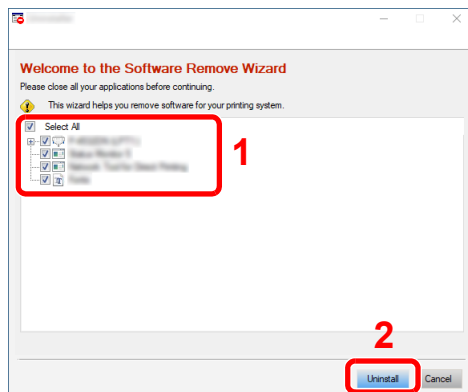 Welcome to the Software Remove Wizard
Please close all your applications before continuing.
This wizard helps you remove software for your printing system.
Select All
1
2
Uninstall
Cancel